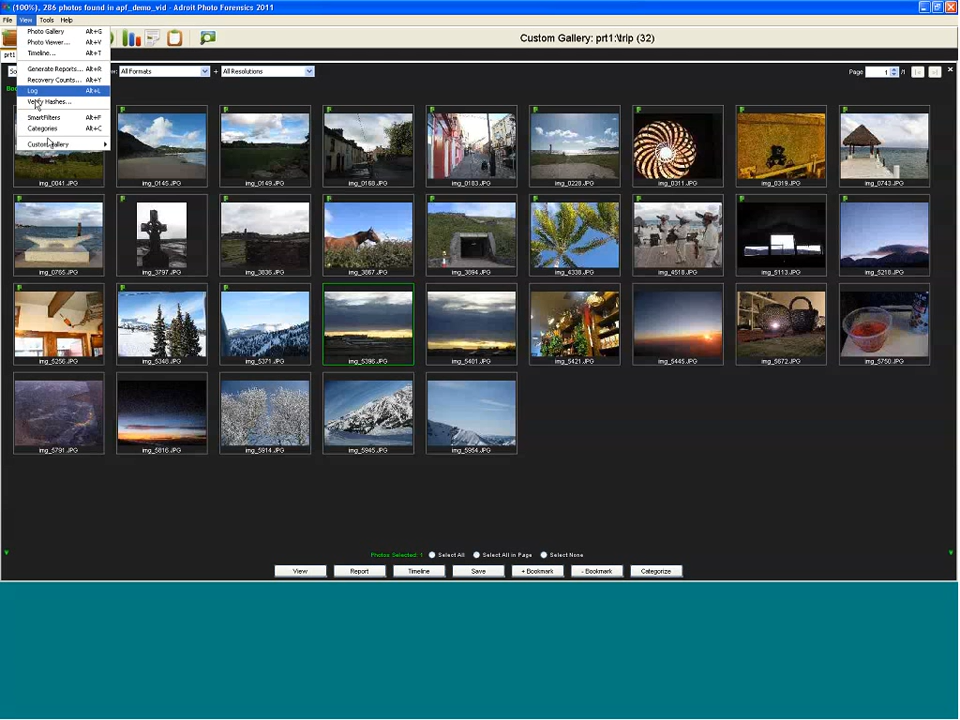 (100%), 286 photos found in apf_demo_vid - Adroit Photo Forensics 2011
File View Tools Help
Photo Gallery Alt+G
Photo Viewer... Alt+V
Timeline... Alt+T
Generate Reports... Alt+R
Recovery Counts... Alt+Y
Log Alt+L
Verify Hashes...
SmartFilters Alt+F
Categories Alt+C
Custom Gallery
Custom Gallery: prt1:\trip (32)
prt1
All Formats + All Resolutions
Page 1 /1
img_0041.JPG img_0145.JPG img_0149.JPG img_0168.JPG img_0183.JPG img_0228.JPG img_0311.JPG img_0319.JPG img_0743.JPG
img_0765.JPG img_3797.JPG img_3836.JPG img_3867.JPG img_3894.JPG img_4338.JPG img_4518.JPG img_5113.JPG img_5218.JPG
img_5256.JPG img_5348.JPG img_5371.JPG img_5396.JPG img_5401.JPG img_5421.JPG img_5445.JPG img_5672.JPG img_5750.JPG
img_5791.JPG img_5816.JPG img_5914.JPG img_5945.JPG img_5954.JPG
Photos Selected: 1 Select All Select All in Page Select None
View Report Timeline Save + Bookmark - Bookmark Categorize